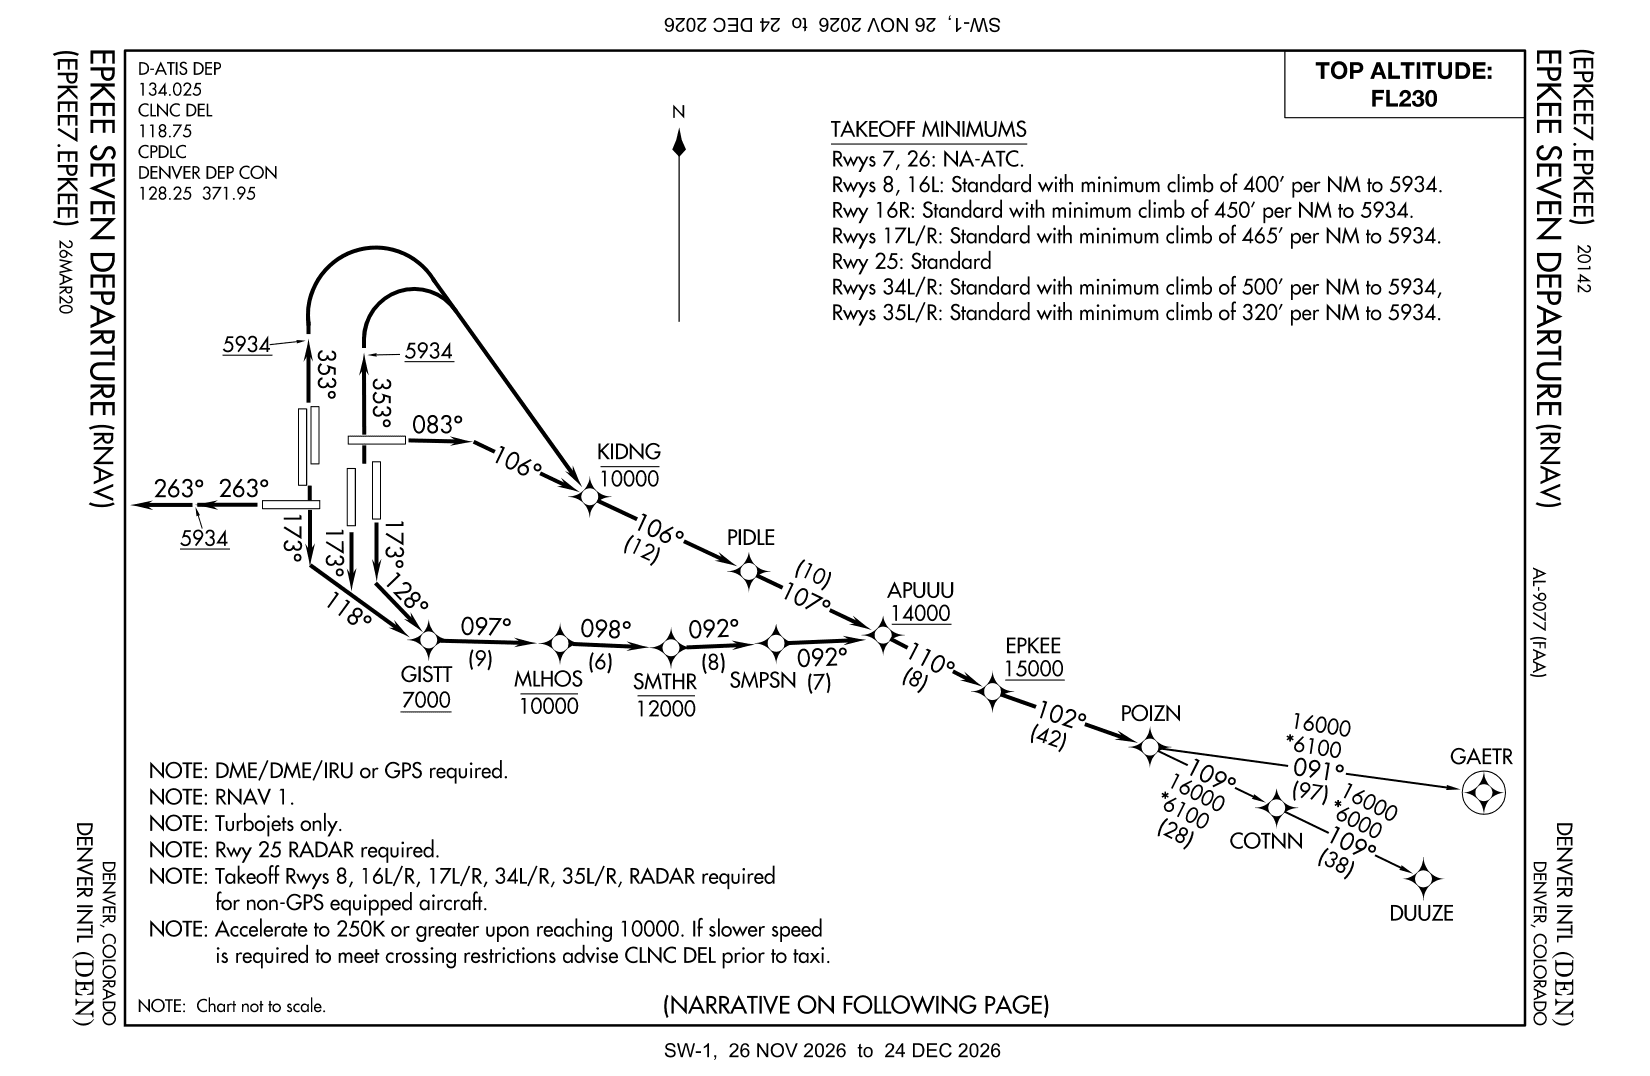 SW-1, 26 NOV 2026 to 24 DEC 2026
(EPKEE7.EPKEE) 26MAR20
EPKEE SEVEN DEPARTURE (RNAV)
DENVER INTL (DEN)
DENVER, COLORADO
D-ATIS DEP
134.025
CLNC DEL
118.75
CPDLC
DENVER DEP CON
128.25 371.95
N
TOP ALTITUDE:
FL230
TAKEOFF MINIMUMS
Rwys 7, 26: NA-ATC.
Rwys 8, 16L: Standard with minimum climb of 400’ per NM to 5934.
Rwy 16R: Standard with minimum climb of 450’ per NM to 5934.
Rwys 17L/R: Standard with minimum climb of 465’ per NM to 5934.
Rwy 25: Standard
Rwys 34L/R: Standard with minimum climb of 500’ per NM to 5934,
Rwys 35L/R: Standard with minimum climb of 320’ per NM to 5934.
5934
353°
5934
353°
083°
106°
KIDNG
10000
263°
263°
5934
173°
173°
173°
118°
128°
106°
(12)
PIDLE
(10)
107°
APUUU
14000
GISTT
7000
097°
(9)
MLHOS
10000
098°
(6)
SMTHR
12000
092°
(8)
SMPSN
092°
(7)
110°
(8)
EPKEE
15000
102°
(42)
POIZN
16000
*6100
091°
(97)
GAETR
109°
16000
*6100
(28)
COTNN
16000
*6000
109°
(38)
DUUZE
NOTE: DME/DME/IRU or GPS required.
NOTE: RNAV 1.
NOTE: Turbojets only.
NOTE: Rwy 25 RADAR required.
NOTE: Takeoff Rwys 8, 16L/R, 17L/R, 34L/R, 35L/R, RADAR required
for non-GPS equipped aircraft.
NOTE: Accelerate to 250K or greater upon reaching 10000. If slower speed
is required to meet crossing restrictions advise CLNC DEL prior to taxi.
NOTE: Chart not to scale.
(NARRATIVE ON FOLLOWING PAGE)
(EPKEE7.EPKEE) 20142
EPKEE SEVEN DEPARTURE (RNAV)
AL-9077 (FAA)
DENVER INTL (DEN)
DENVER, COLORADO
SW-1, 26 NOV 2026 to 24 DEC 2026